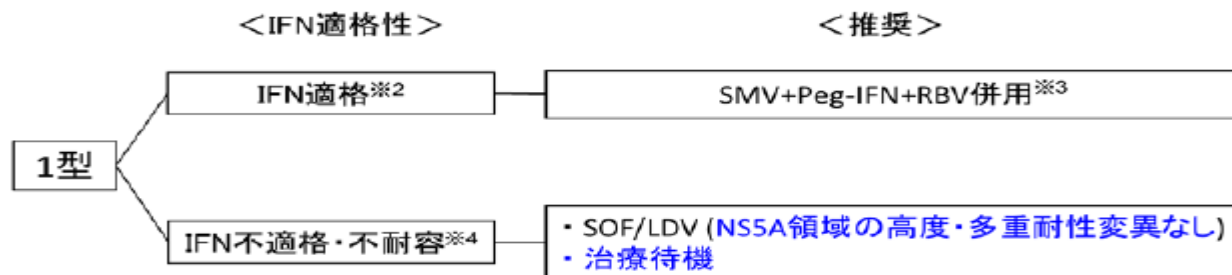 ＜IFN適格性＞ ＜推奨＞
IFN適格※2 SMV+Peg-IFN+RBV併用※3
1型
IFN不適格・不耐容※4 ・SOF/LDV (NS5A領域の高度・多重耐性変異なし)
・治療待機